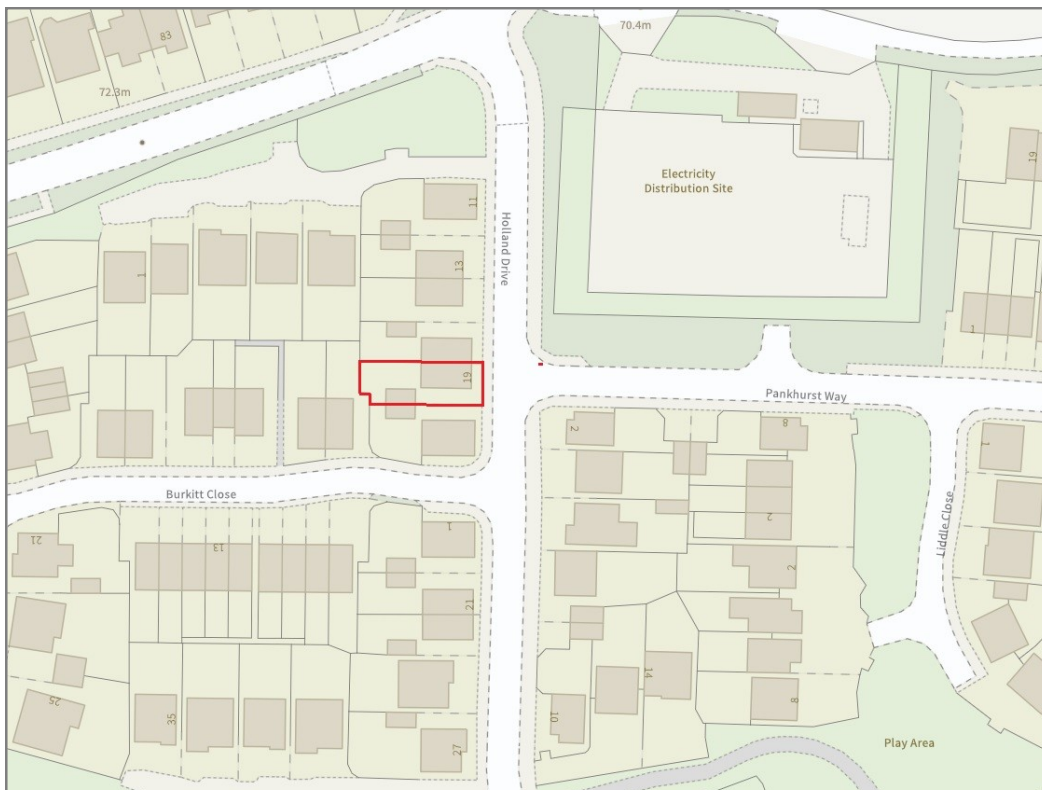 70.4m
83
72.3m
Electricity
Distribution Site
19
11
Holland Drive
13
1
1
19
Pankhurst Way
2
8
1
Burkitt Close
2
Liddle Close
21
13
1
2
21
14
25
35
10
8
27
Play Area